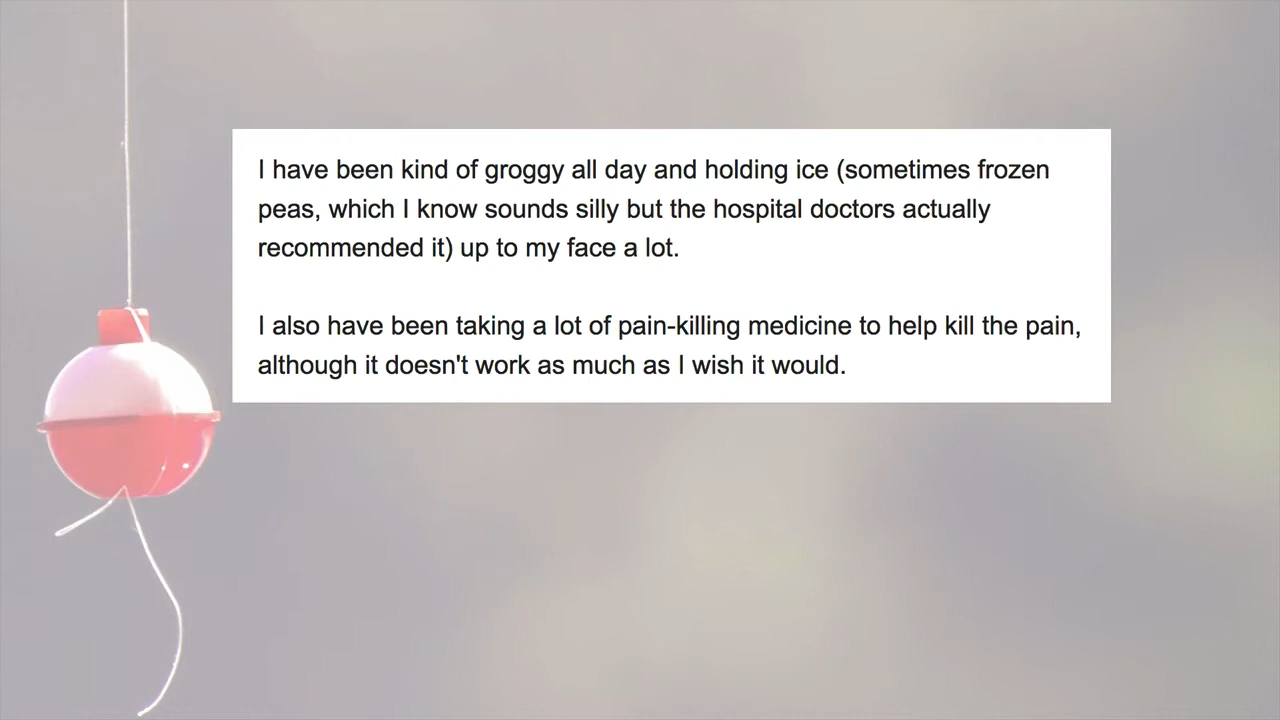 I have been kind of groggy all day and holding ice (sometimes frozen
peas, which I know sounds silly but the hospital doctors actually
recommended it) up to my face a lot.
I also have been taking a lot of pain-killing medicine to help kill the pain,
although it doesn't work as much as I wish it would.